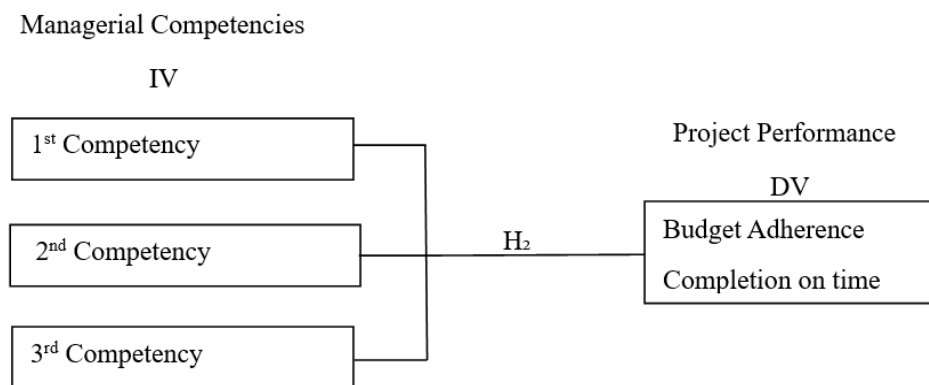 Managerial Competencies
IV
1st Competency
2nd Competency
3rd Competency
H₂
Project Performance
DV
Budget Adherence
Completion on time